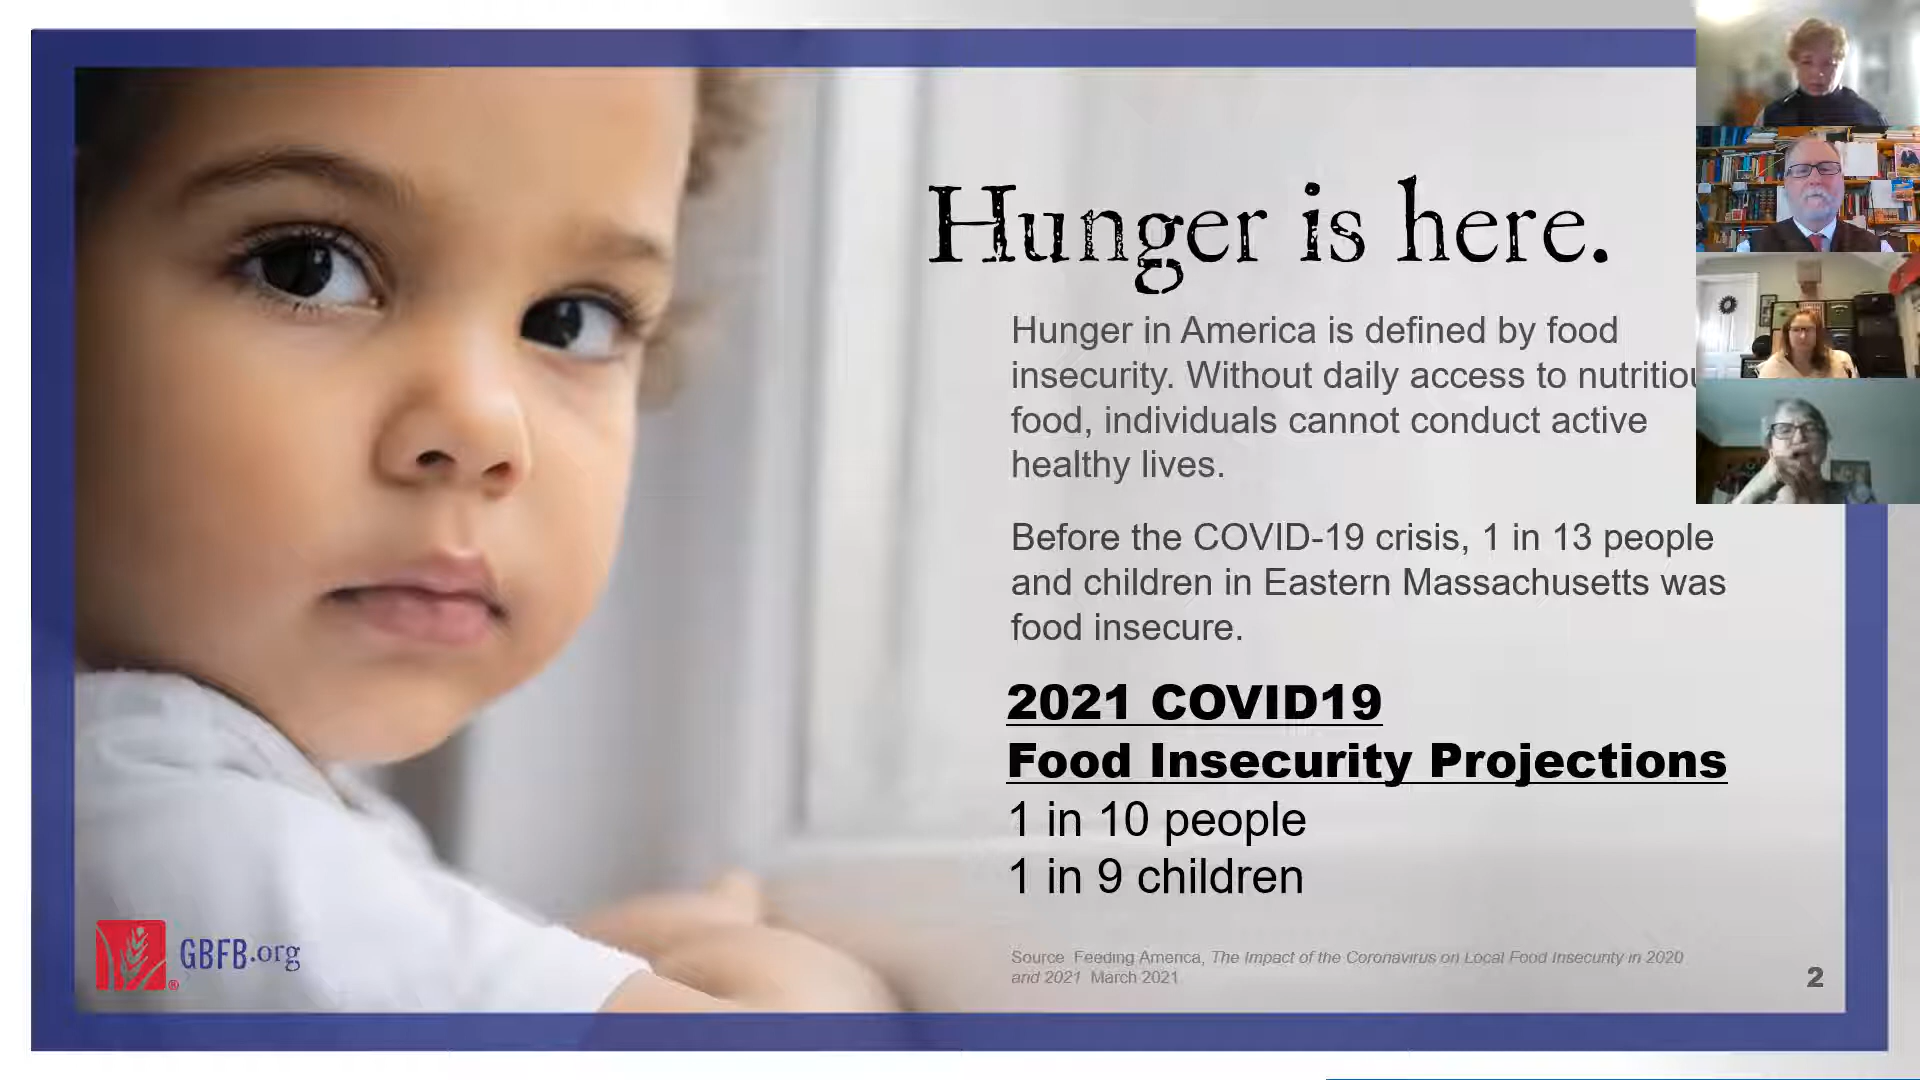 Hunger is here.
Hunger in America is defined by food
insecurity. Without daily access to nutritiou
food, individuals cannot conduct active
healthy lives.
Before the COVID-19 crisis, 1 in 13 people
and children in Eastern Massachusetts was
food insecure.
2021 COVID19
Food Insecurity Projections
1 in 10 people
1 in 9 children
GBFB.org
Source Feeding America, The Impact of the Coronavirus on Local Food Insecurity in 2020
and 2021 March 2021
2